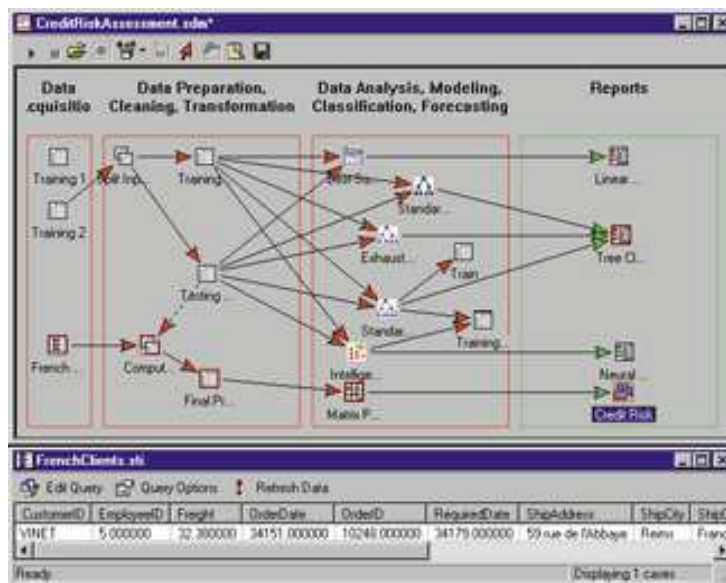 CreditRiskAssessment.sdm*
Data Data Preparation, Data Analysis, Modeling, Reports
.cquisitio Cleaning, Transformation Classification, Forecasting
Training 1
Training...
Linear ...
Standar...
Training 2
Exhaust...
Tree C...
Train
Testing...
Standar...
Training...
French ...
Comput...
Intellige...
Neural ...
Final Pi...
Matrix P...
Credit Risk
FrenchClients.sti
Edit Query Query Options Refresh Data
CustomerID EmployeeID Freight OrderDate OrderID RequiredDate ShipAddress ShipCity
VINET 5.000000 32.380000 34151.000000 10248.000000 34179.000000 59 rue de l'Abbaye Reims Franc
Ready Displaying 1 cases